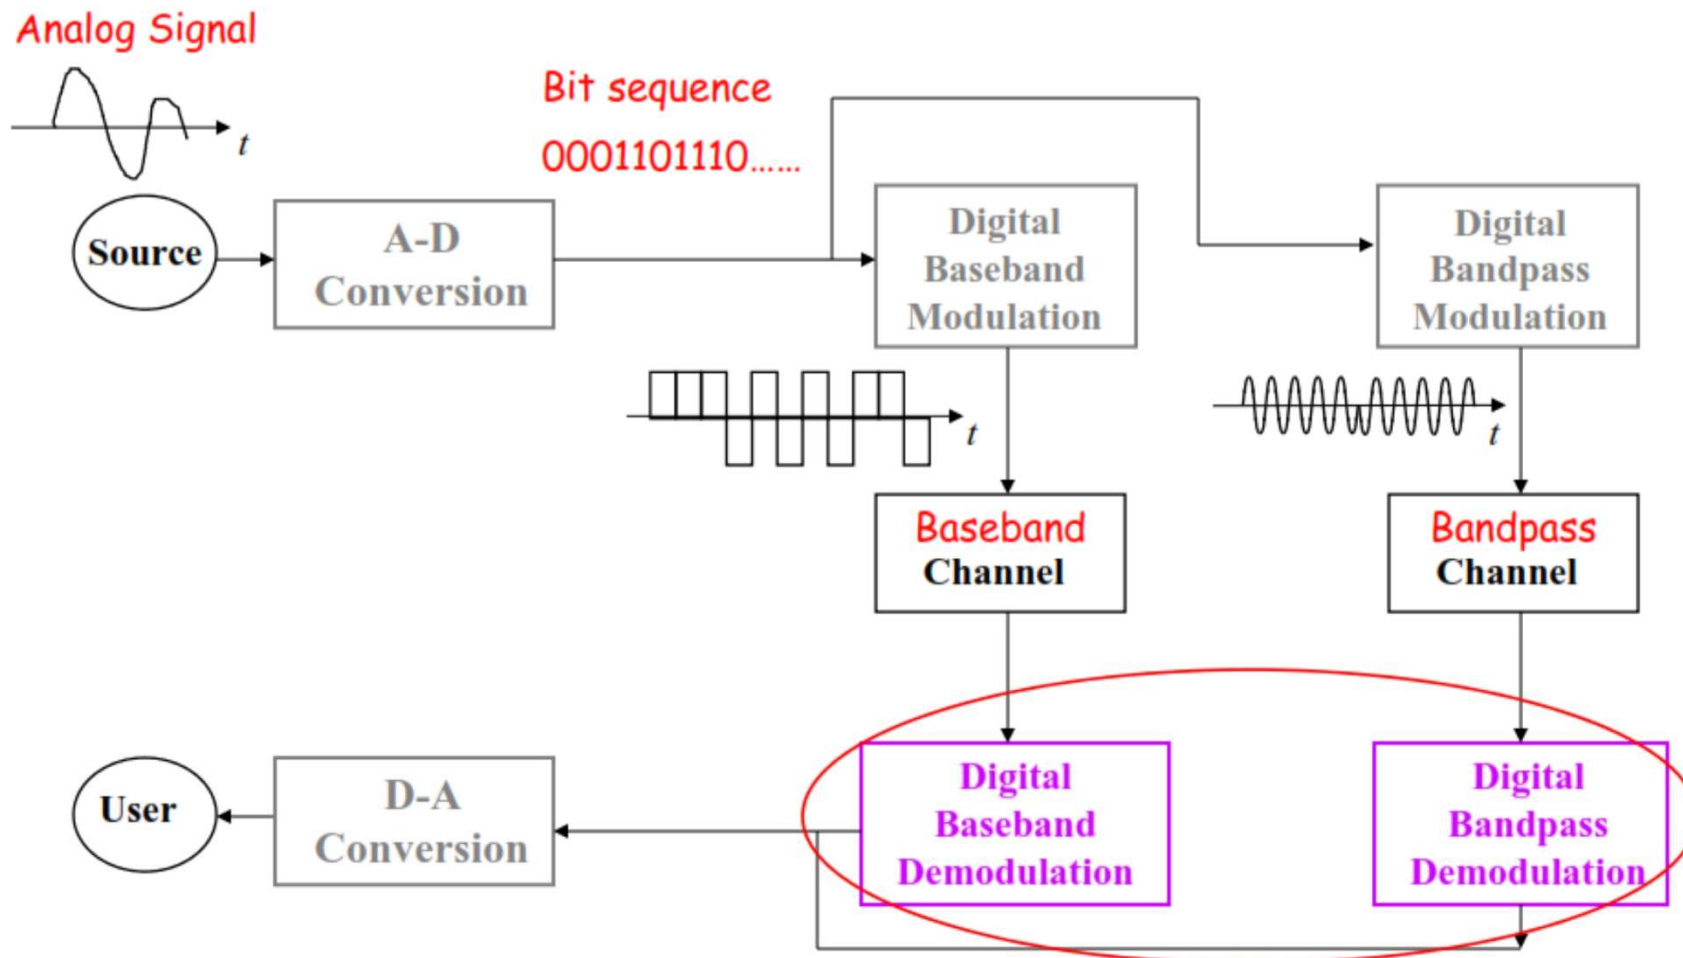 Analog Signal
t
Bit sequence
0001101110......
Source
A-D
Conversion
Digital
Baseband
Modulation
Digital
Bandpass
Modulation
t
t
Baseband
Channel
Bandpass
Channel
User
D-A
Conversion
Digital
Baseband
Demodulation
Digital
Bandpass
Demodulation